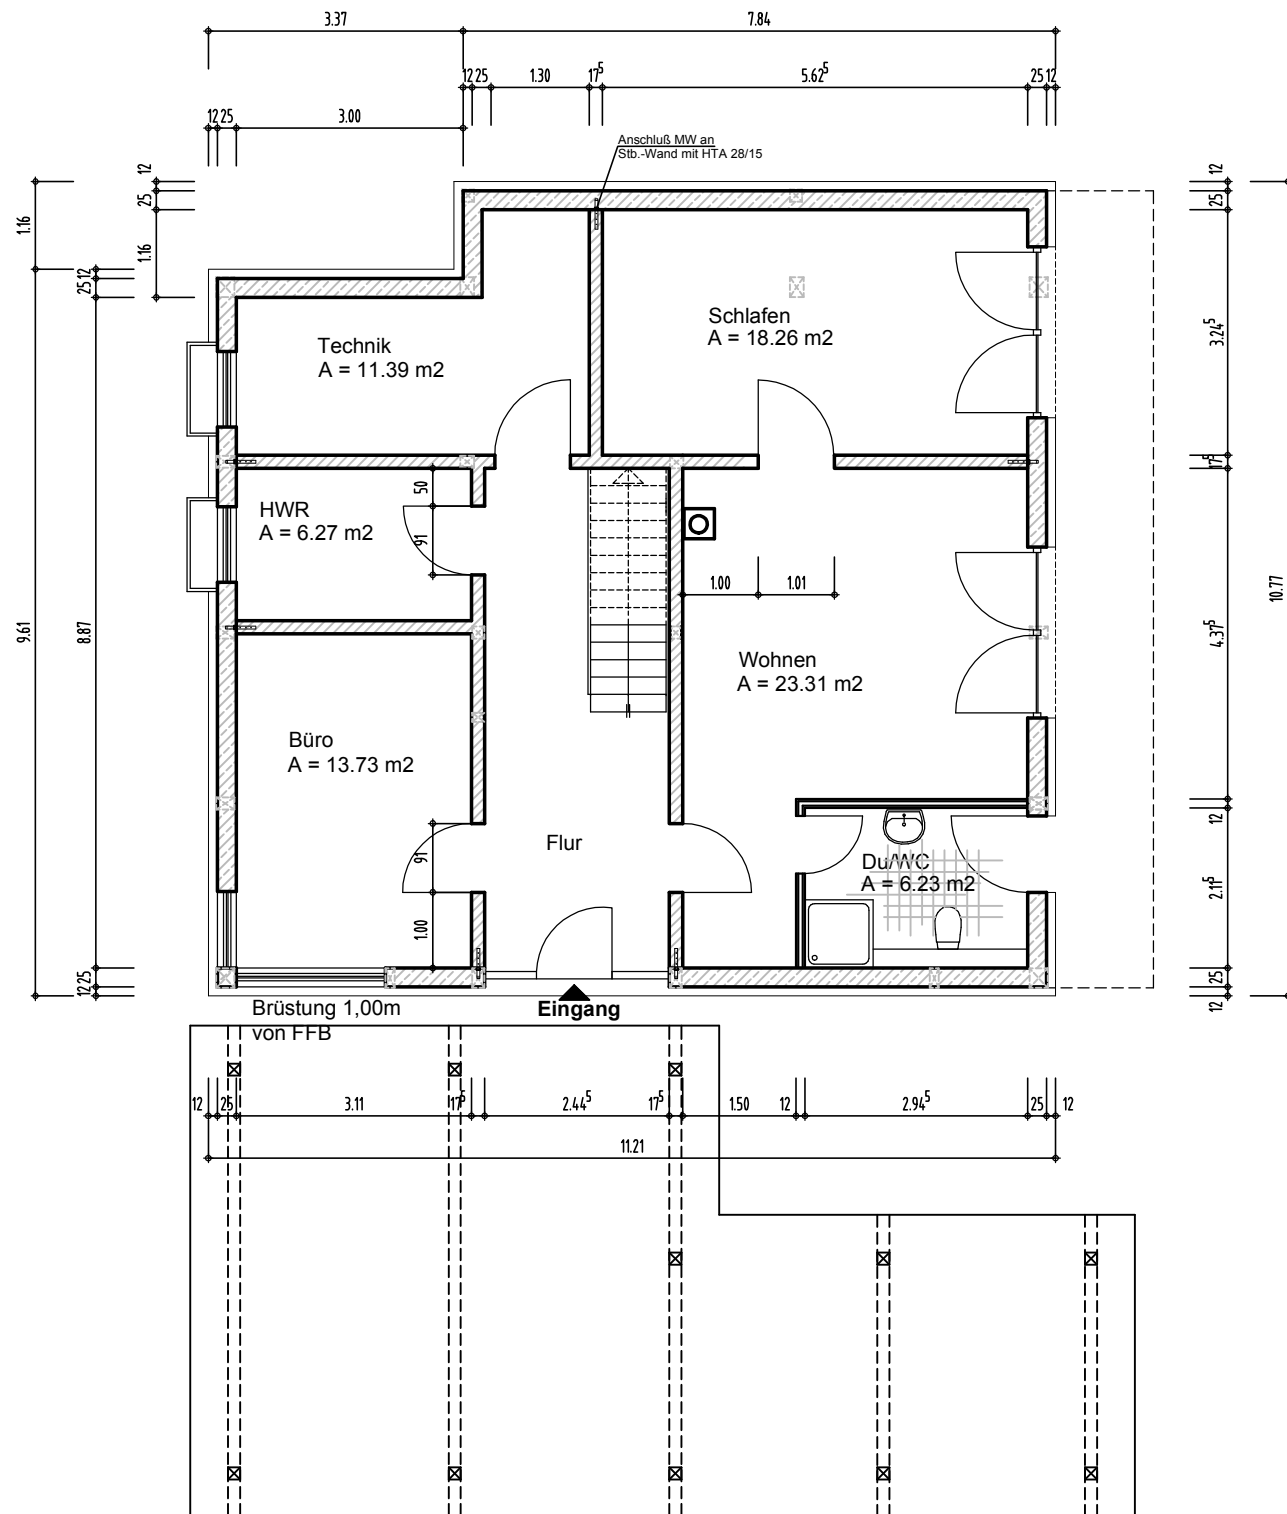 3.37 7.84
12 25 1.30 17⁵ 5.62⁵ 25 12
12 25 3.00
Anschluß MW an
Stb.-Wand mit HTA 28/15
12
25
1.16
1.16
12
25
9.61
8.87
12 25
12
25
3.24⁵
17⁵
4.37⁵
12
2.11⁵
25
12
10.77
Schlafen
A = 18.26 m2
Technik
A = 11.39 m2
50
HWR
A = 6.27 m2
91
1.00 1.01
Wohnen
A = 23.31 m2
Büro
A = 13.73 m2
Flur
91
Du/WC
A = 6.23 m2
1.00
Brüstung 1,00m
von FFB
Eingang
12 25 3.11 17⁵ 2.44⁵ 17⁵ 1.50 12 2.94⁵ 25 12
11.21